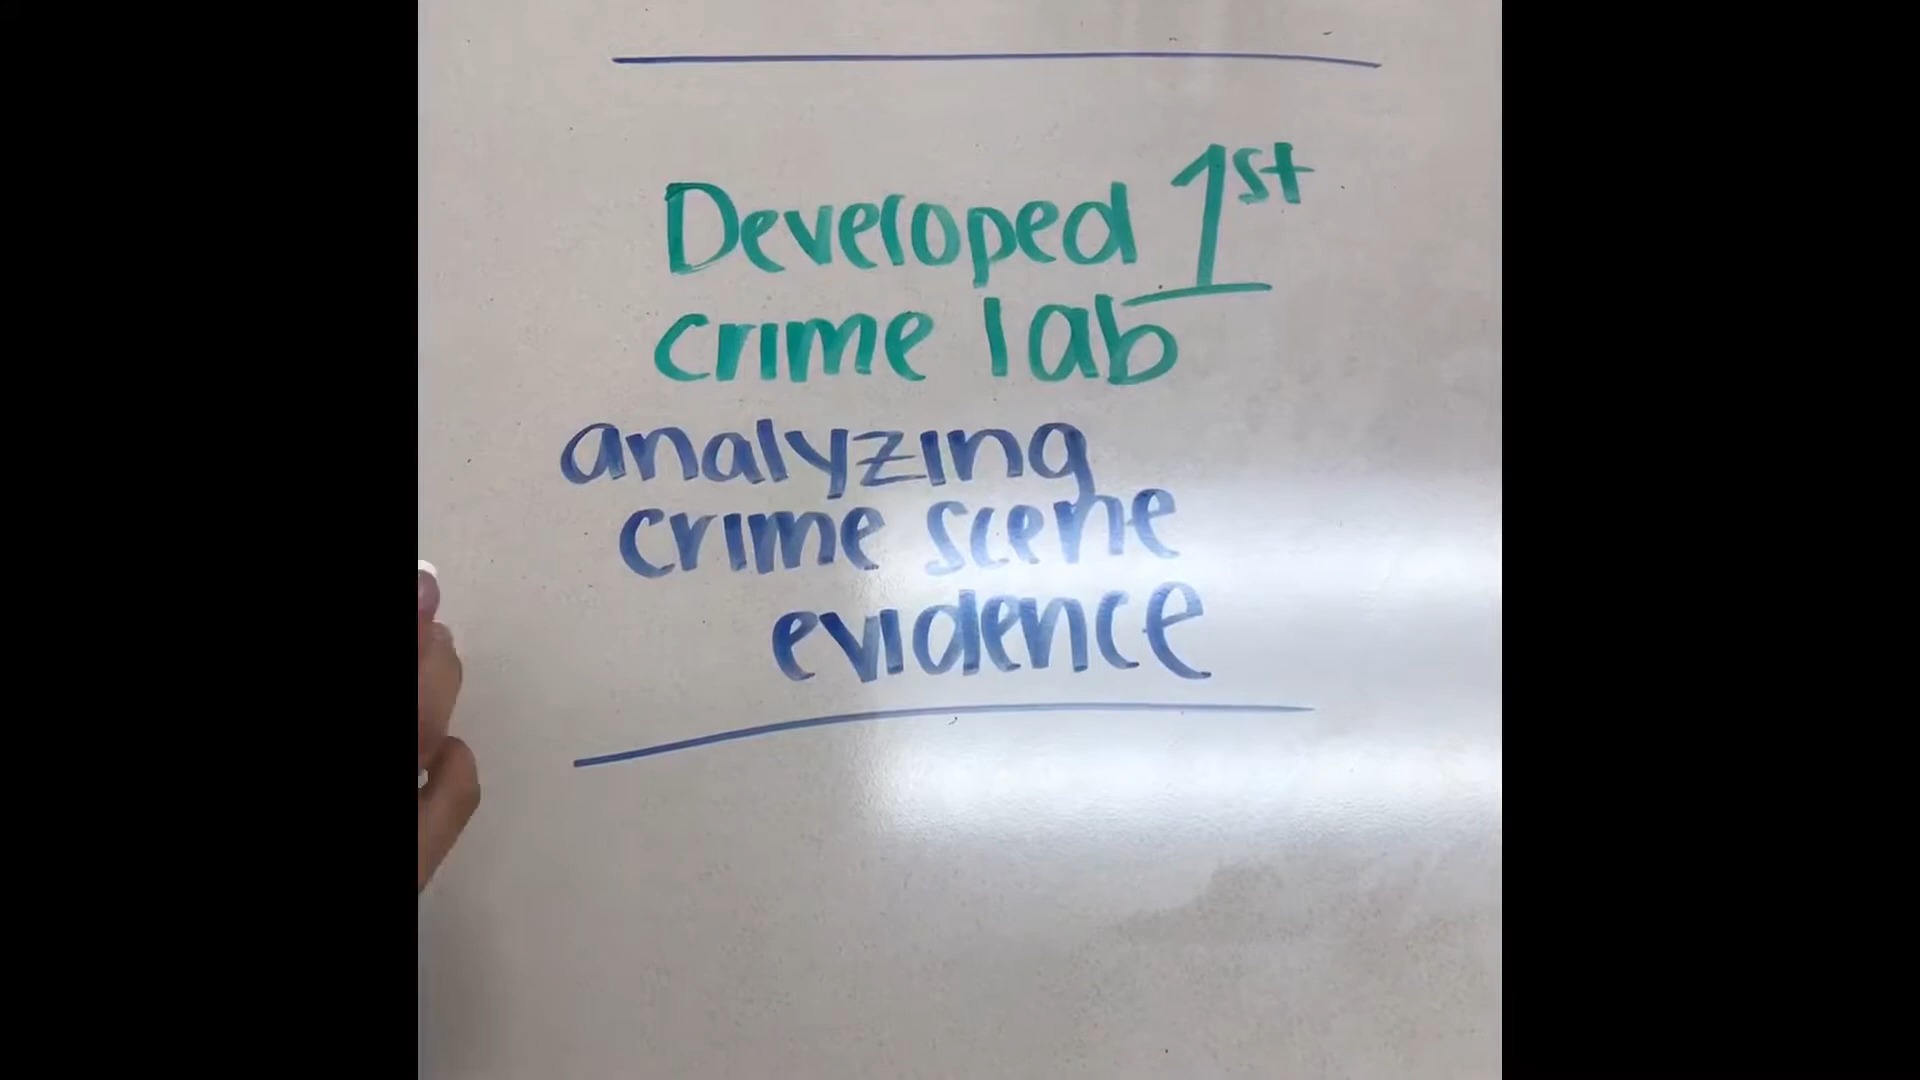 Developed 1st
crime lab
analyzing
crime scene
evidence